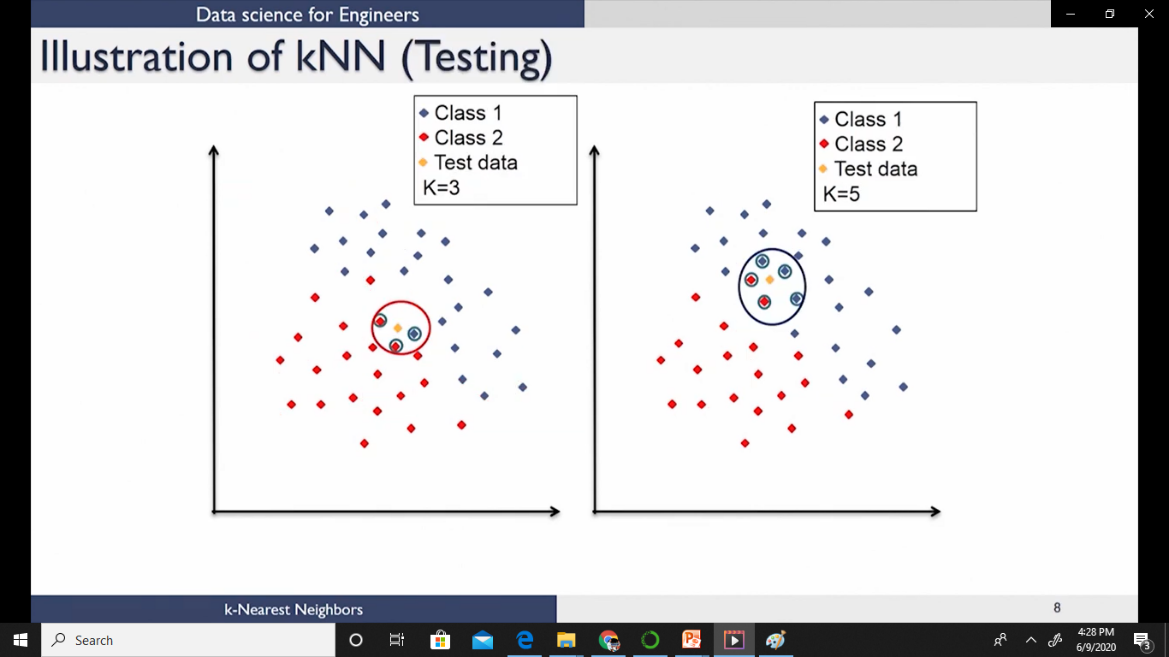 Data science for Engineers
Illustration of kNN (Testing)
Class 1
Class 2
Test data
K=3
Class 1
Class 2
Test data
K=5
k-Nearest Neighbors
8
Search
4:28 PM
6/9/2020
3